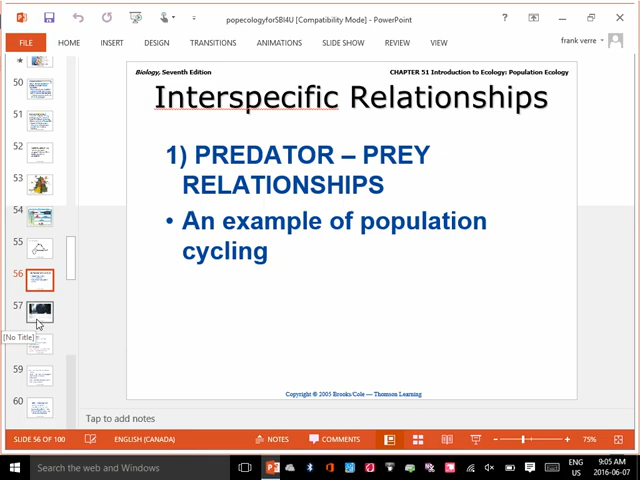 popecologyforSBI4U [Compatibility Mode] - PowerPoint
FILE HOME INSERT DESIGN TRANSITIONS ANIMATIONS SLIDE SHOW REVIEW VIEW frank verre
50
51
52
53
54
55
56
57
[No Title]
59
60
Biology, Seventh Edition CHAPTER 51 Introduction to Ecology: Population Ecology
Interspecific Relationships
1) PREDATOR – PREY
RELATIONSHIPS
• An example of population
cycling
Copyright © 2005 Brooks/Cole — Thomson Learning
Tap to add notes
SLIDE 56 OF 100 ENGLISH (CANADA) NOTES COMMENTS 75%
Search the web and Windows
ENG 9:05 AM
US 2016-06-07